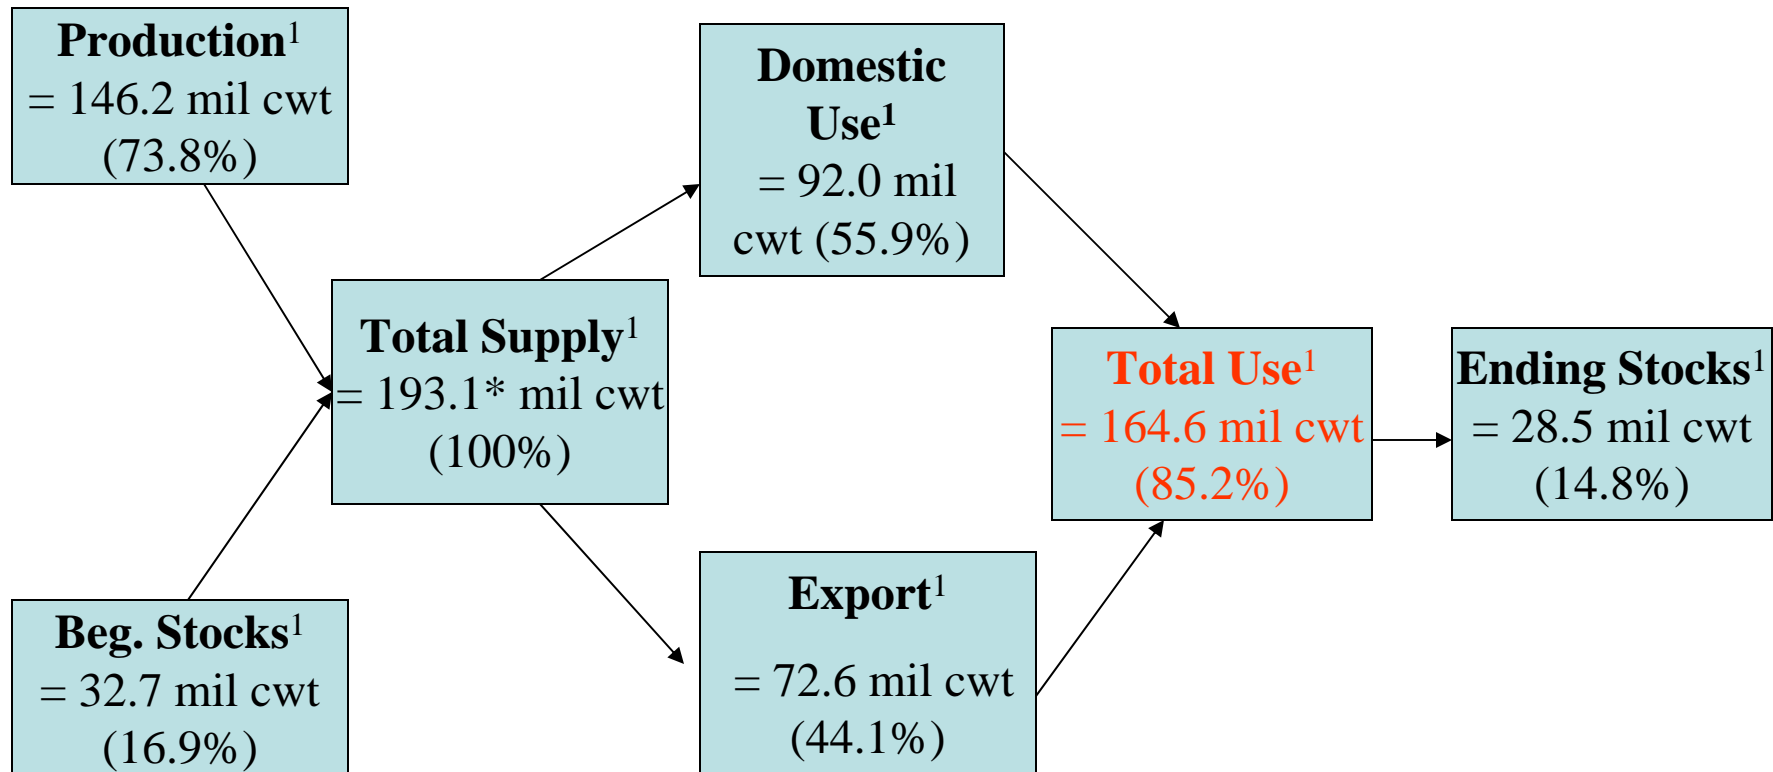 Production¹
= 146.2 mil cwt
(73.8%)
Beg. Stocks¹
= 32.7 mil cwt
(16.9%)
Total Supply¹
= 193.1* mil cwt
(100%)
Domestic
Use¹
= 92.0 mil
cwt (55.9%)
Export¹
= 72.6 mil cwt
(44.1%)
Total Use¹
= 164.6 mil cwt
(85.2%)
Ending Stocks¹
= 28.5 mil cwt
(14.8%)